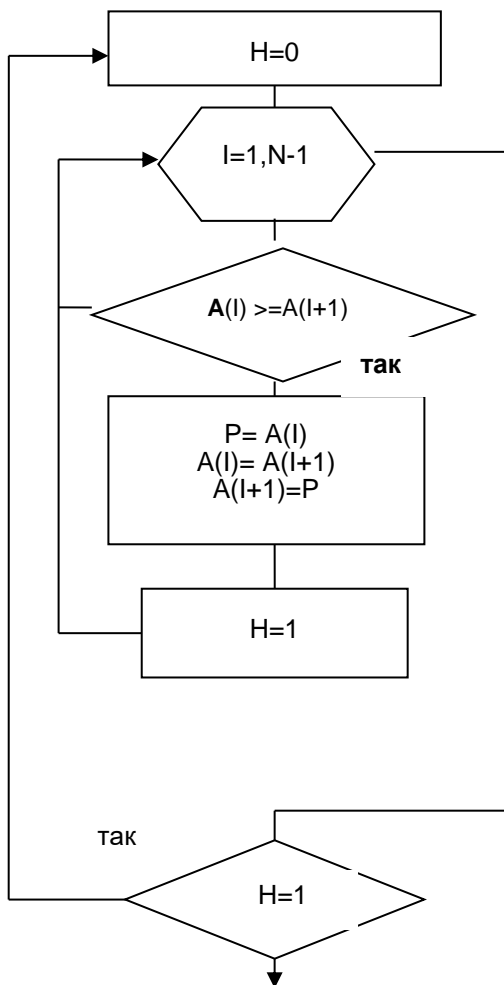 H=0
I=1,N-1
A(I) >=A(I+1)
так
P= A(I)
A(I)= A(I+1)
A(I+1)=P
H=1
так
H=1